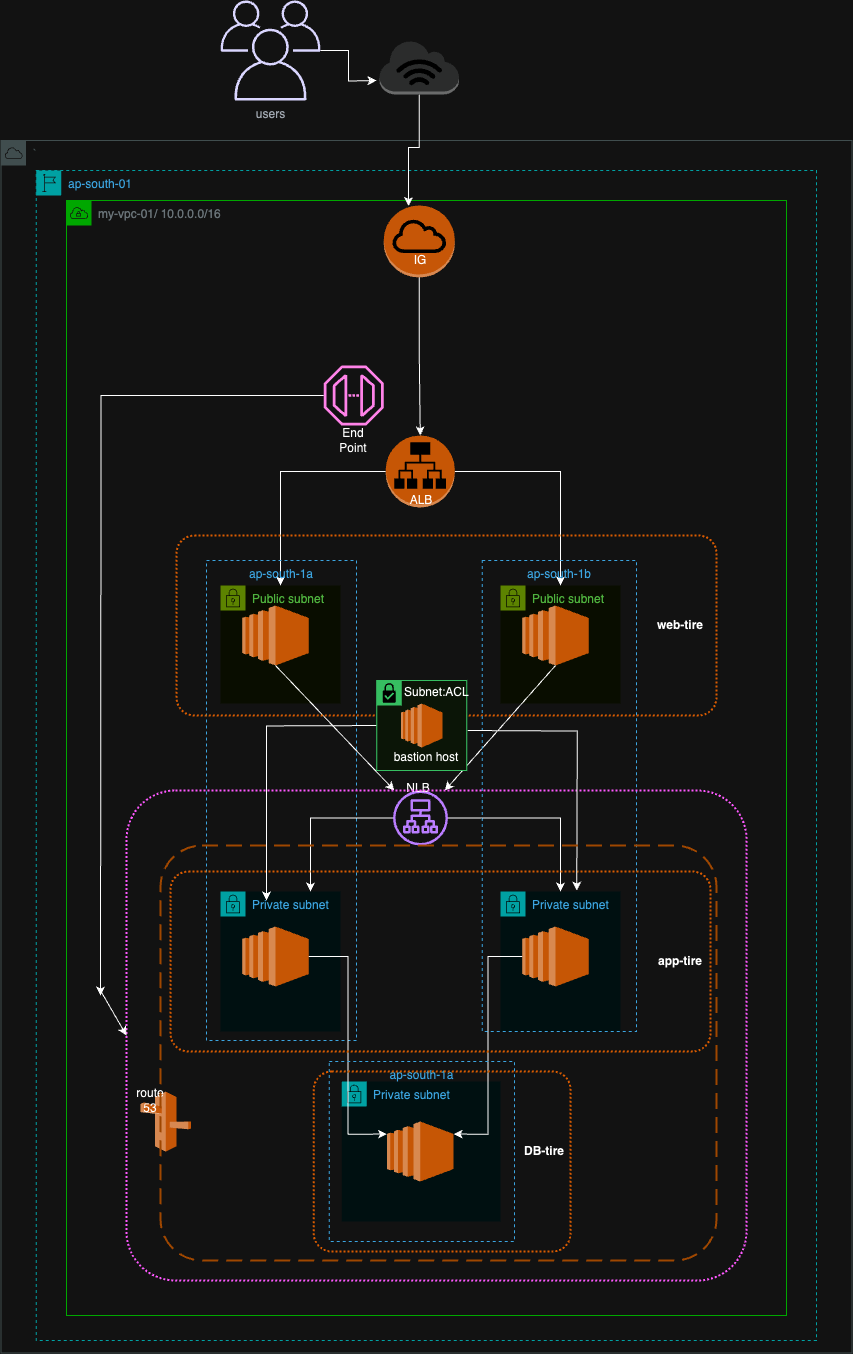 users
ap-south-01
my-vpc-01/ 10.0.0.0/16
IG
End
Point
ALB
ap-south-1a
ap-south-1b
Public subnet
Public subnet
web-tire
Subnet:ACL
bastion host
NLB
Private subnet
Private subnet
app-tire
ap-south-1a
route
53
Private subnet
DB-tire